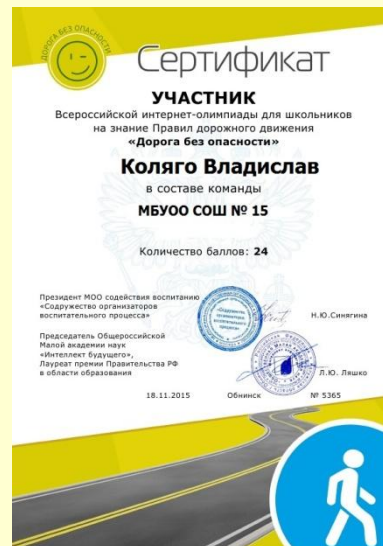 ДОРОГА БЕЗ ОПАСНОСТИ
Сертификат
УЧАСТНИК
Всероссийской интернет-олимпиады для школьников
на знание Правил дорожного движения
«Дорога без опасности»
Коляго Владислав
в составе команды
МБУОО СОШ № 15
Количество баллов: 24
Президент МОО содействия воспитанию
«Содружество организаторов
воспитательного процесса»
Н.Ю.Синягина
Председатель Общероссийской
Малой академии наук
«Интеллект будущего»,
Лауреат премии Правительства РФ
в области образования
Л.Ю. Ляшко
18.11.2015 Обнинск № 5365